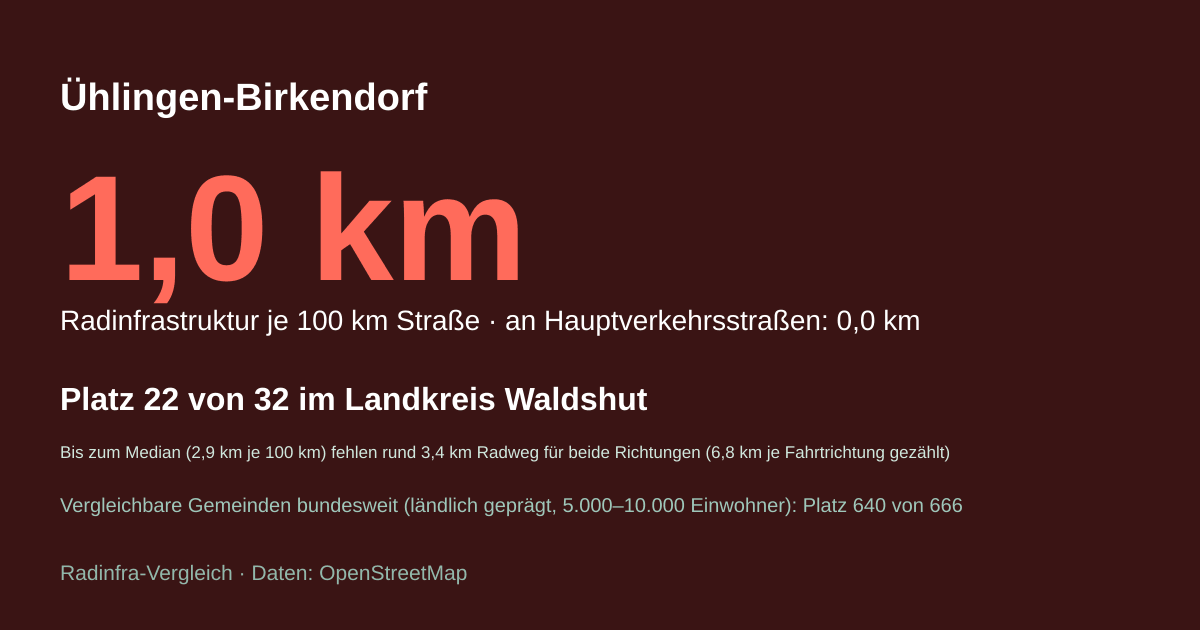 Ühlingen-Birkendorf
1,0 km
Radinfrastruktur je 100 km Straße · an Hauptverkehrsstraßen: 0,0 km
Platz 22 von 32 im Landkreis Waldshut
Bis zum Median (2,9 km je 100 km) fehlen rund 3,4 km Radweg für beide Richtungen (6,8 km je Fahrtrichtung gezählt)
Vergleichbare Gemeinden bundesweit (ländlich geprägt, 5.000–10.000 Einwohner): Platz 640 von 666
Radinfra-Vergleich · Daten: OpenStreetMap